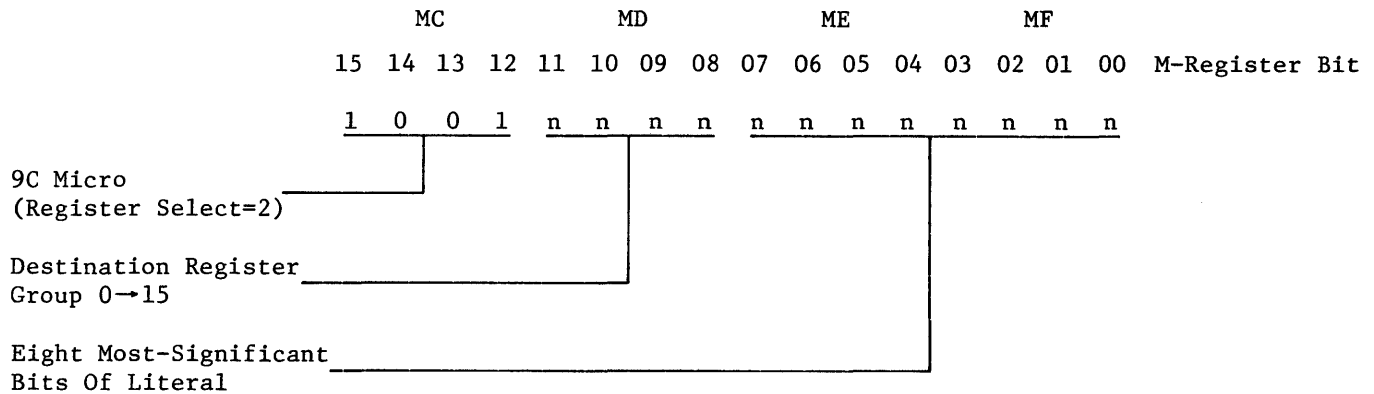 MC MD ME MF
15 14 13 12 11 10 09 08 07 06 05 04 03 02 01 00 M-Register Bit
1 0 0 1 n n n n n n n n n n n n
9C Micro
(Register Select=2)
Destination Register
Group 0→15
Eight Most-Significant
Bits Of Literal